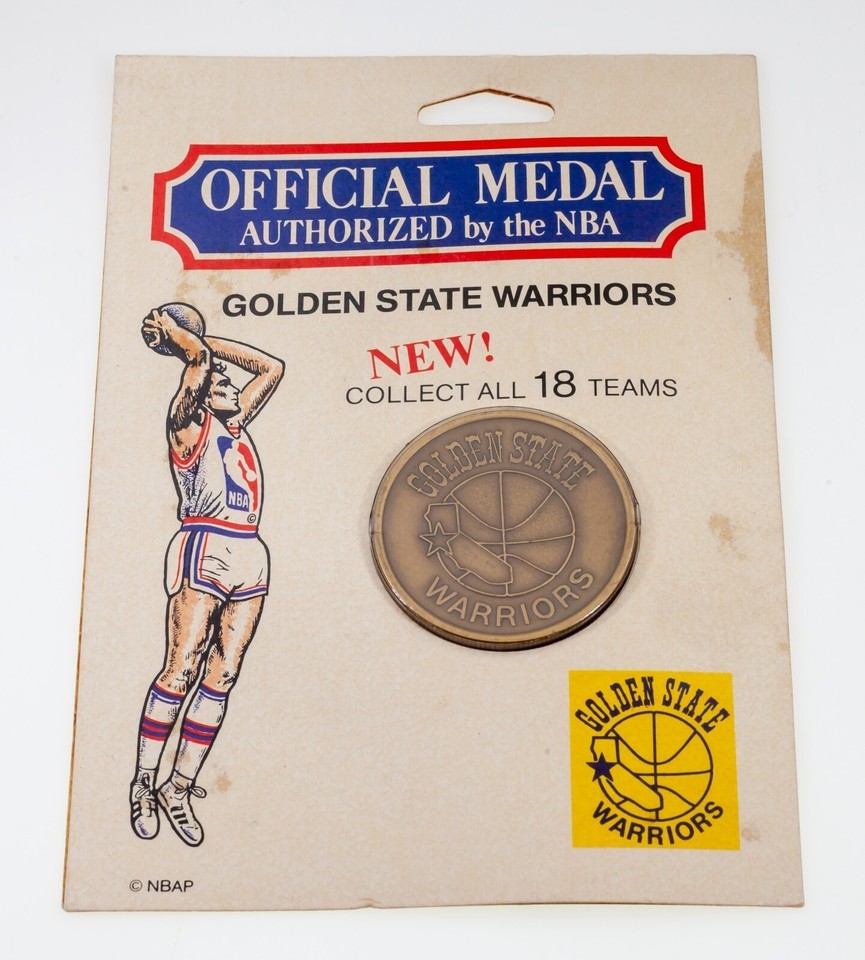 OFFICIAL MEDAL
AUTHORIZED by the NBA
GOLDEN STATE WARRIORS
NEW!
COLLECT ALL 18 TEAMS
GOLDEN STATE
WARRIORS
NBA
©
GOLDEN STATE
WARRIORS
© NBAP